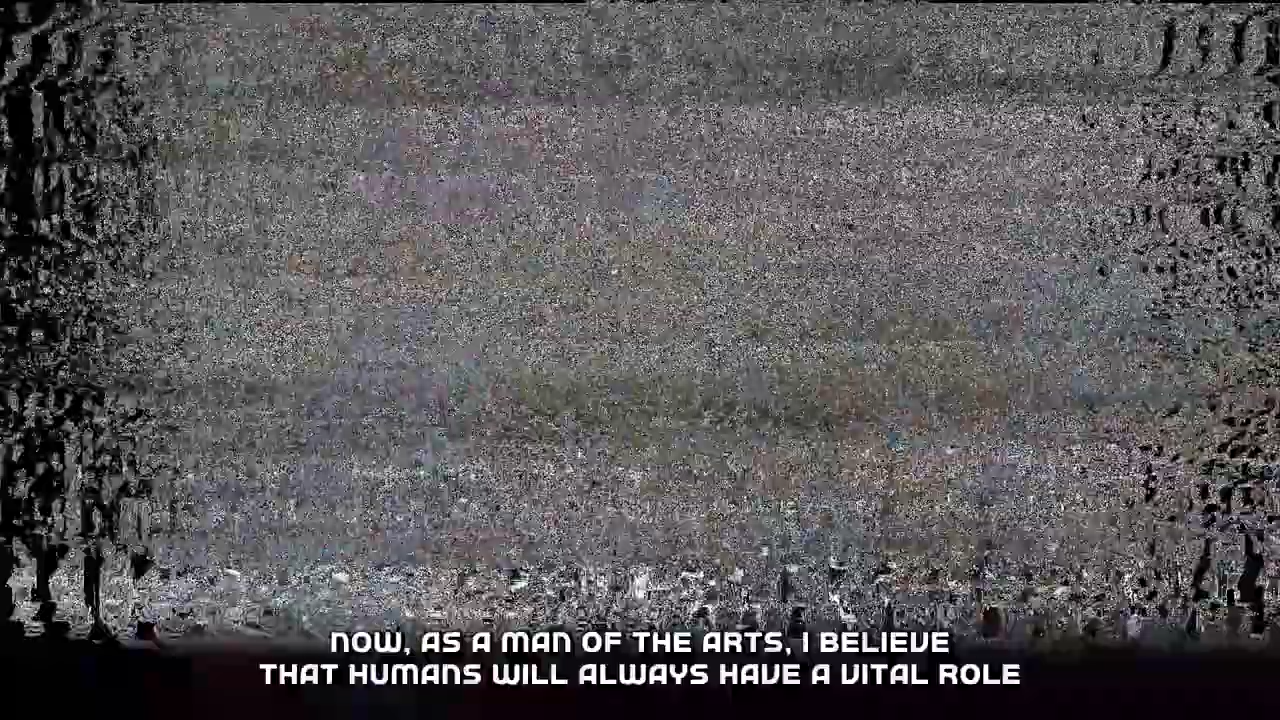 NOW, AS A MAN OF THE ARTS, I BELIEVE
THAT HUMANS WILL ALWAYS HAVE A VITAL ROLE